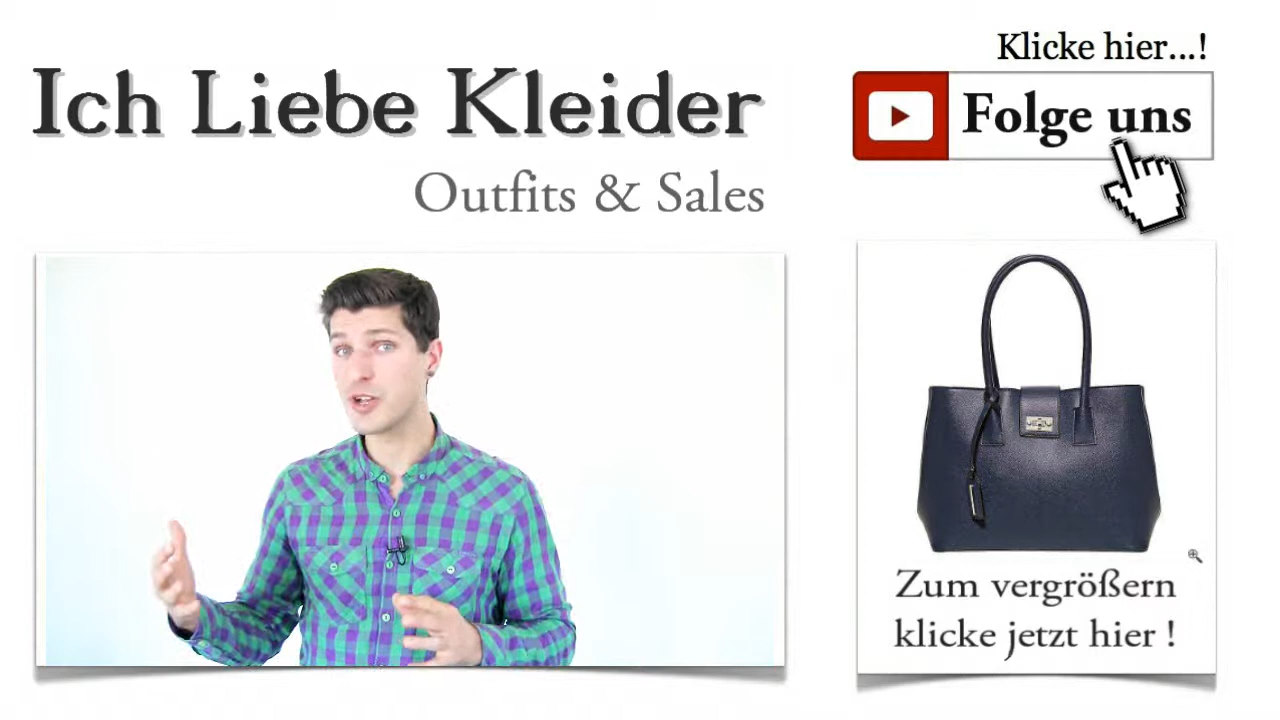 Ich Liebe Kleider
Outfits & Sales
Klicke hier...!
Folge uns
Zum vergrößern
klicke jetzt hier !